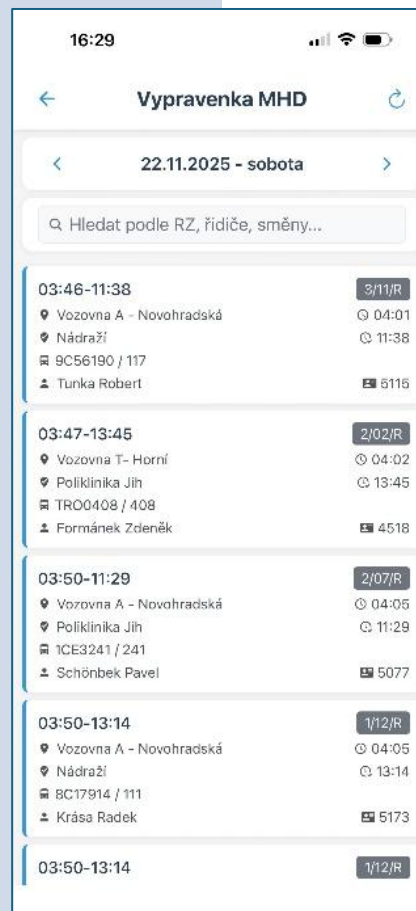 16:29
Vypravenka MHD
22.11.2025 - sobota
Hledat podle RZ, řidiče, směny...
03:46-11:38 3/11/R
Vozovna A - Novohradská 04:01
Nádraží 11:38
9C56190 / 117
Tunka Robert 5115
03:47-13:45 2/02/R
Vozovna T- Horní 04:02
Poliklinika Jih 13:45
TRO0408 / 408
Formánek Zdeněk 4518
03:50-11:29 2/07/R
Vozovna A - Novohradská 04:05
Poliklinika Jih 11:29
1CE3241 / 241
Schönbek Pavel 5077
03:50-13:14 1/12/R
Vozovna A - Novohradská 04:05
Nádraží 13:14
8C17914 / 111
Krása Radek 5173
03:50-13:14 1/12/R